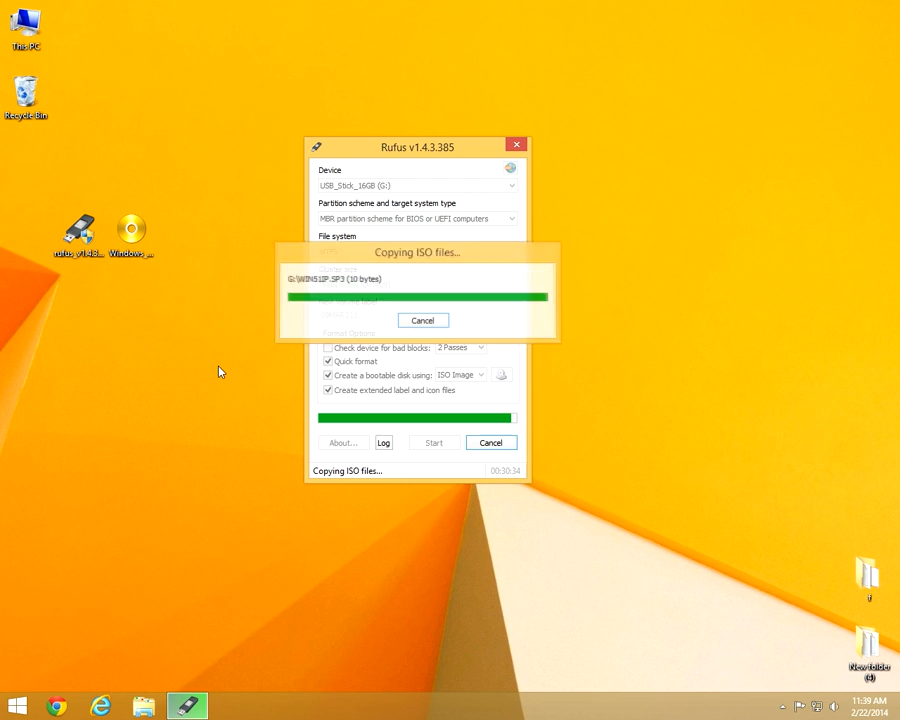 This PC
Recycle Bin
rufus_v1.4.3...
Windows_...
Rufus v1.4.3.385
Device
USB_Stick_16GB (G:)
Partition scheme and target system type
MBR partition scheme for BIOS or UEFI computers
File system
Copying ISO files...
G:\WIN51IP.SP3 (10 bytes)
Cancel
Format Options
Check device for bad blocks:
2 Passes
Quick format
Create a bootable disk using:
ISO Image
Create extended label and icon files
About...
Log
Start
Cancel
Copying ISO files...
00:30:34
f
New folder
(4)
11:39 AM
2/22/2014